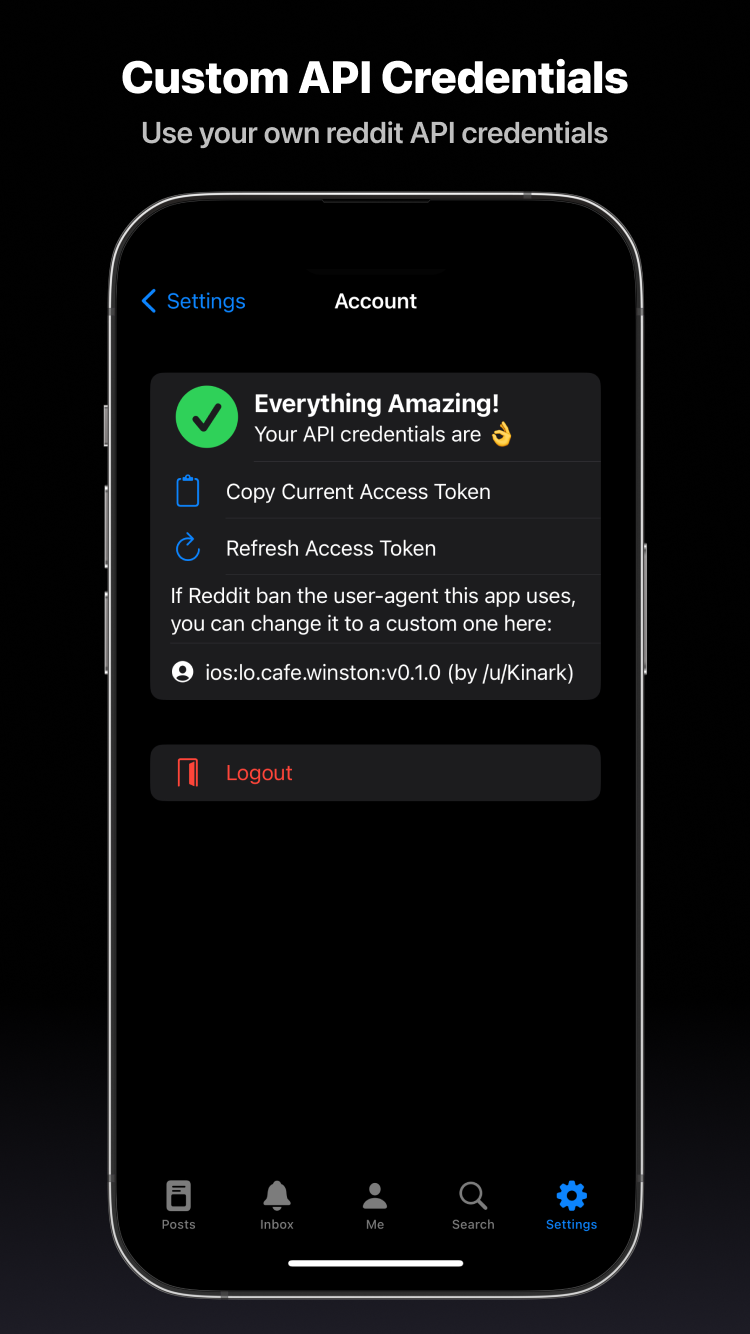 Custom API Credentials
Use your own reddit API credentials
Settings
Account
Everything Amazing!
Your API credentials are 👌
Copy Current Access Token
Refresh Access Token
If Reddit ban the user-agent this app uses,
you can change it to a custom one here:
ios:lo.cafe.winston:v0.1.0 (by /u/Kinark)
Logout
Posts
Inbox
Me
Search
Settings